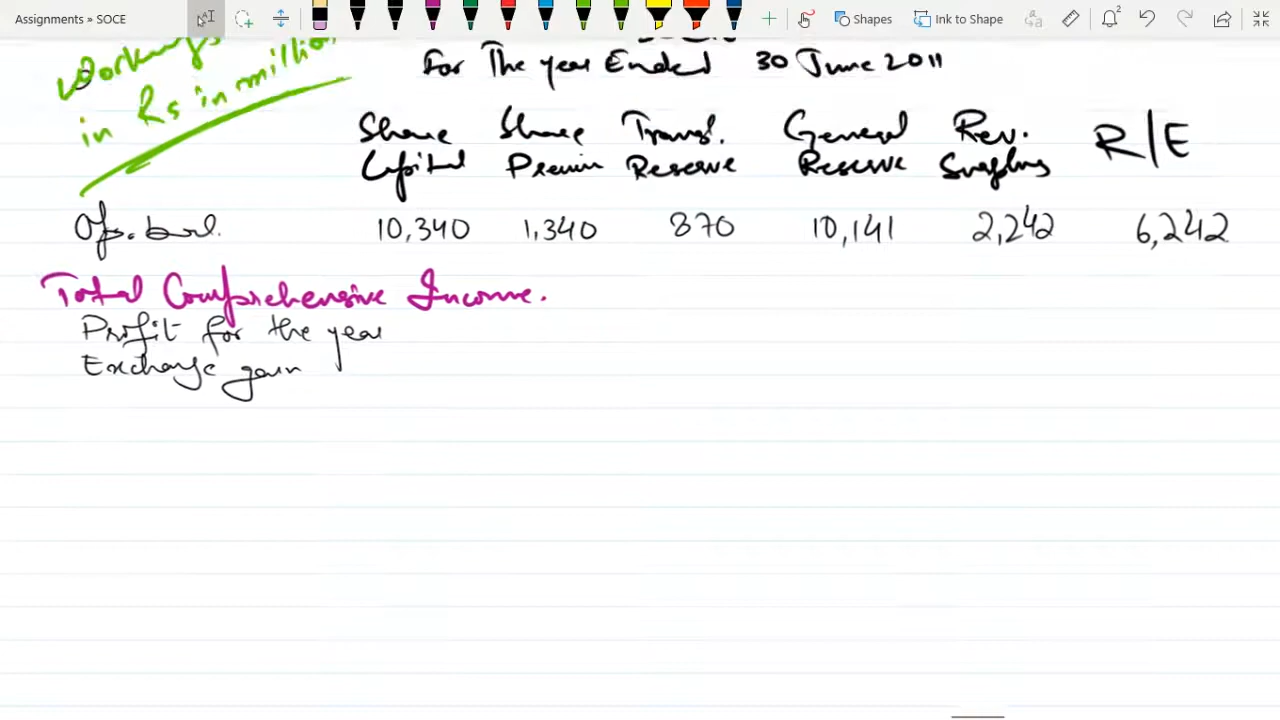 Assignments » SOCE
Shapes
Ink to Shape
2
Workings
in Rs in million
For The year Ended 30 June 2011
Share Share Transl. General Rev. R/E
Capital Premium Reserve Reserve Surplus
Op. bal. 10,340 1,340 870 10,141 2,242 6,242
Total Comprehensive Income.
Profit for the year
Exchange gain